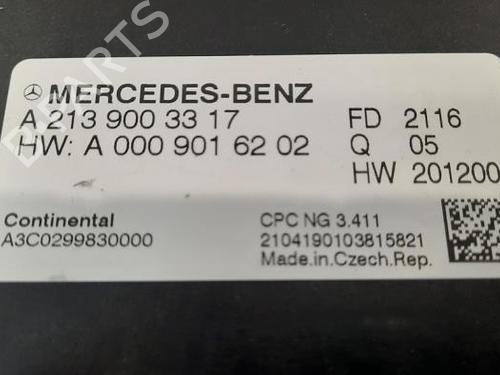 MERCEDES-BENZ
A 213 900 33 17 FD 2116
HW: A 000 901 62 02 Q 05
HW 201200
Continental CPC NG 3.411
A3C0299830000 2104190103815821
Made.in.Czech.Rep.